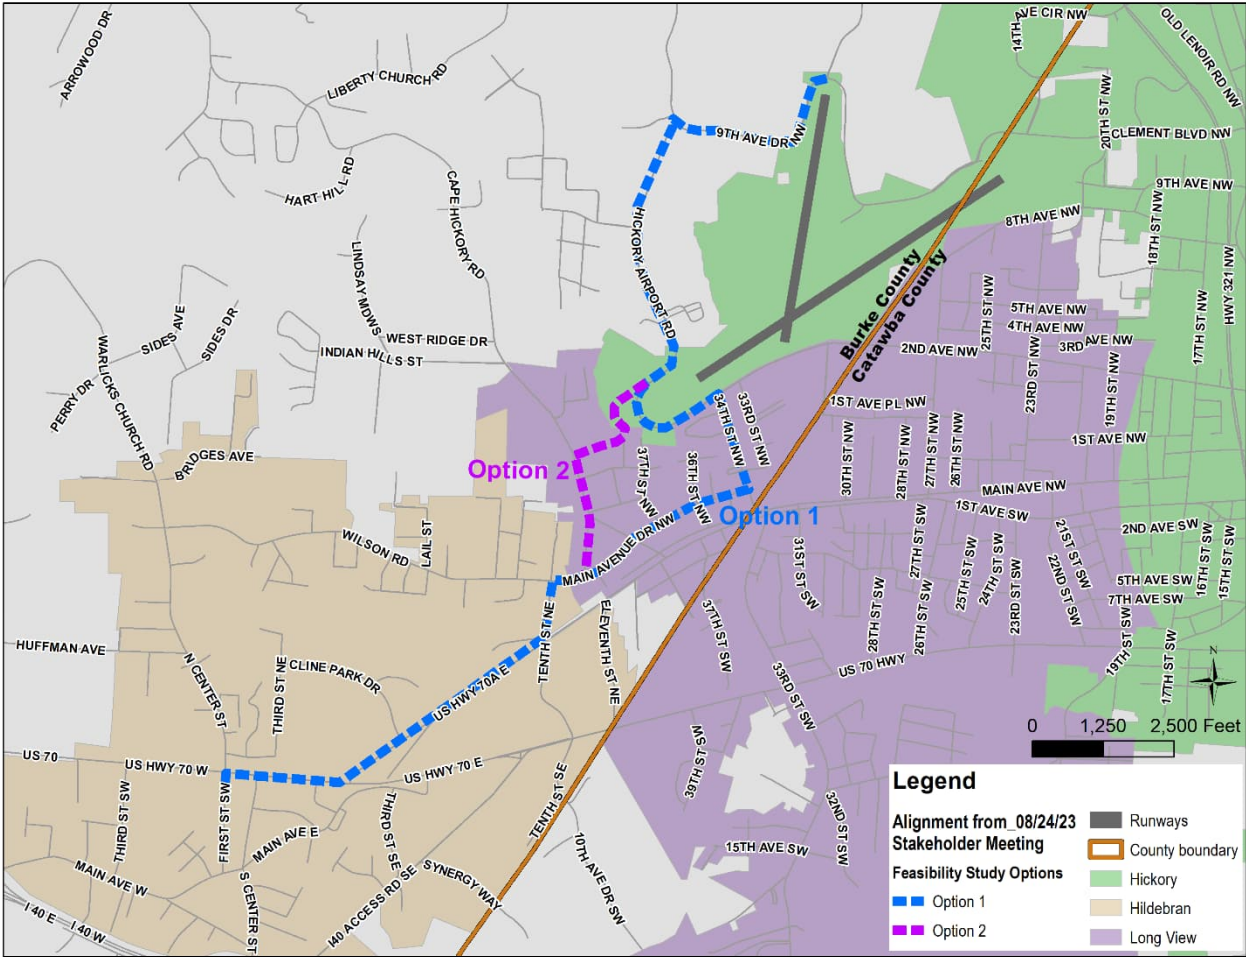 ARROWOOD DR
LIBERTY CHURCH RD
14TH AVE CIR NW
OLD LENOIR RD NW
20TH ST NW
CLEMENT BLVD NW
9TH AVE DR NW
HART HILL RD
CAPE HICKORY RD
9TH AVE NW
18TH ST NW
8TH AVE NW
HICKORY AIRPORT RD
LINDSAY MDWS
HWY 321 NW
Burke County
Catawba County
SIDES AVE
SIDES DR
WEST RIDGE DR
INDIAN HILLS ST
25TH ST NW
5TH AVE NW
4TH AVE NW
3RD AVE NW
17TH ST NW
2ND AVE NW
23RD ST NW
19TH ST NW
WARLICKS CHURCH RD
PERRY DR
1ST AVE PL NW
34TH ST NW
33RD ST NW
30TH ST NW
28TH ST NW
27TH ST NW
26TH ST NW
1ST AVE NW
BRIDGES AVE
Option 2
37TH ST NW
36TH ST NW
MAIN AVE NW
Option 1
1ST AVE SW
2ND AVE SW
LAIL ST
WILSON RD
MAIN AVENUE DR NW
31ST ST SW
27TH ST SW
25TH ST SW
24TH ST SW
23RD ST SW
21ST ST SW
22ND ST SW
16TH ST SW
15TH ST SW
5TH AVE SW
7TH AVE SW
28TH ST SW
26TH ST SW
TENTH ST NE
ELEVENTH ST NE
37TH ST SW
19TH ST SW
17TH ST SW
HUFFMAN AVE
N CENTER ST
THIRD ST NE
CLINE PARK DR
US HWY 70A E
US 70 HWY
33RD ST SW
N
0 1,250 2,500 Feet
US 70
US HWY 70 W
US HWY 70 E
39TH ST SW
THIRD ST SW
FIRST ST SW
MAIN AVE E
THIRD ST SE
TENTH ST SE
10TH AVE DR SW
32ND ST SW
15TH AVE SW
MAIN AVE W
S CENTER ST
I40 ACCESS RD SE
SYNERGY WAY
I 40 E
I 40 W
Legend
Alignment from_08/24/23
Stakeholder Meeting
Feasibility Study Options
Option 1
Option 2
Runways
County boundary
Hickory
Hildebran
Long View